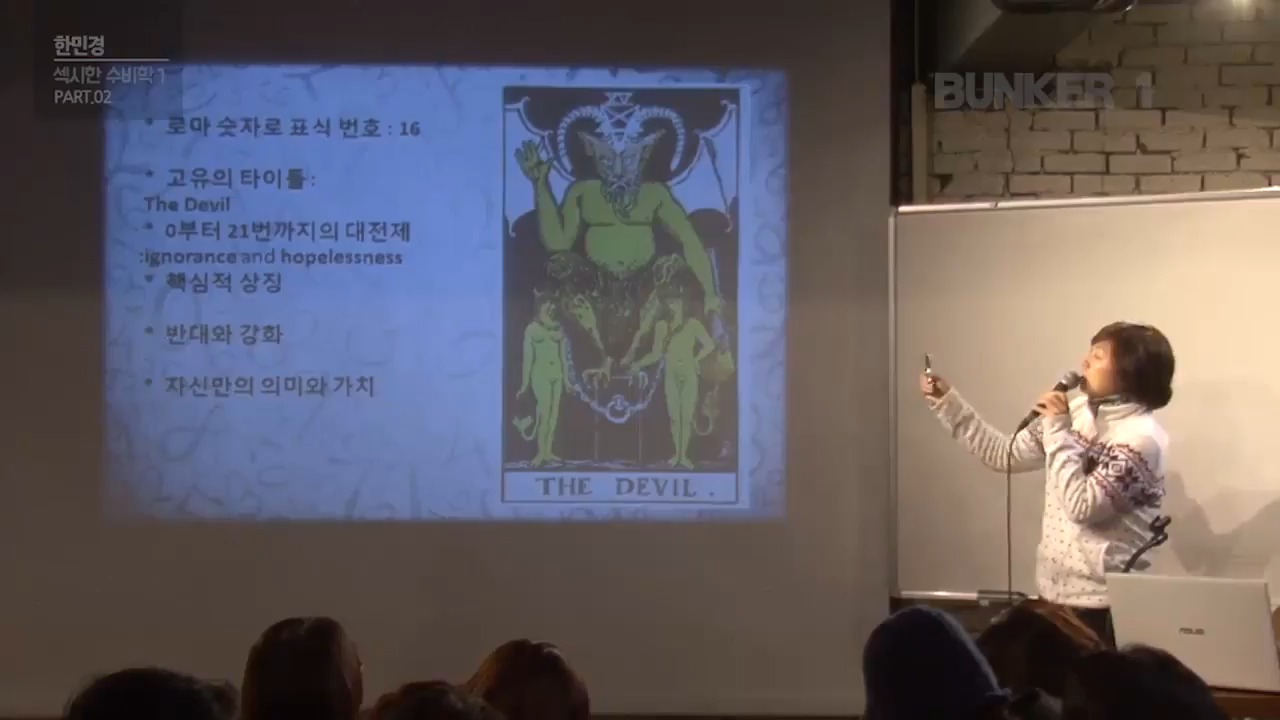 한민경
섹시한 수비학 1
PART.02
BUNKER 1
* 로마 숫자로 표식 번호 : 16
* 고유의 타이틀 :
The Devil
* 0부터 21번까지의 대전제
:ignorance and hopelessness
* 핵심적 상징
* 반대와 강화
* 자신만의 의미와 가치
XV
THE DEVIL .
ASUS